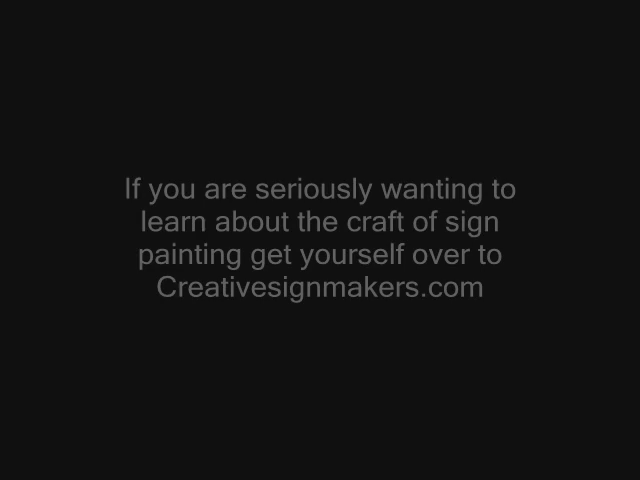 If you are seriously wanting to
learn about the craft of sign
painting get yourself over to
Creativesignmakers.com